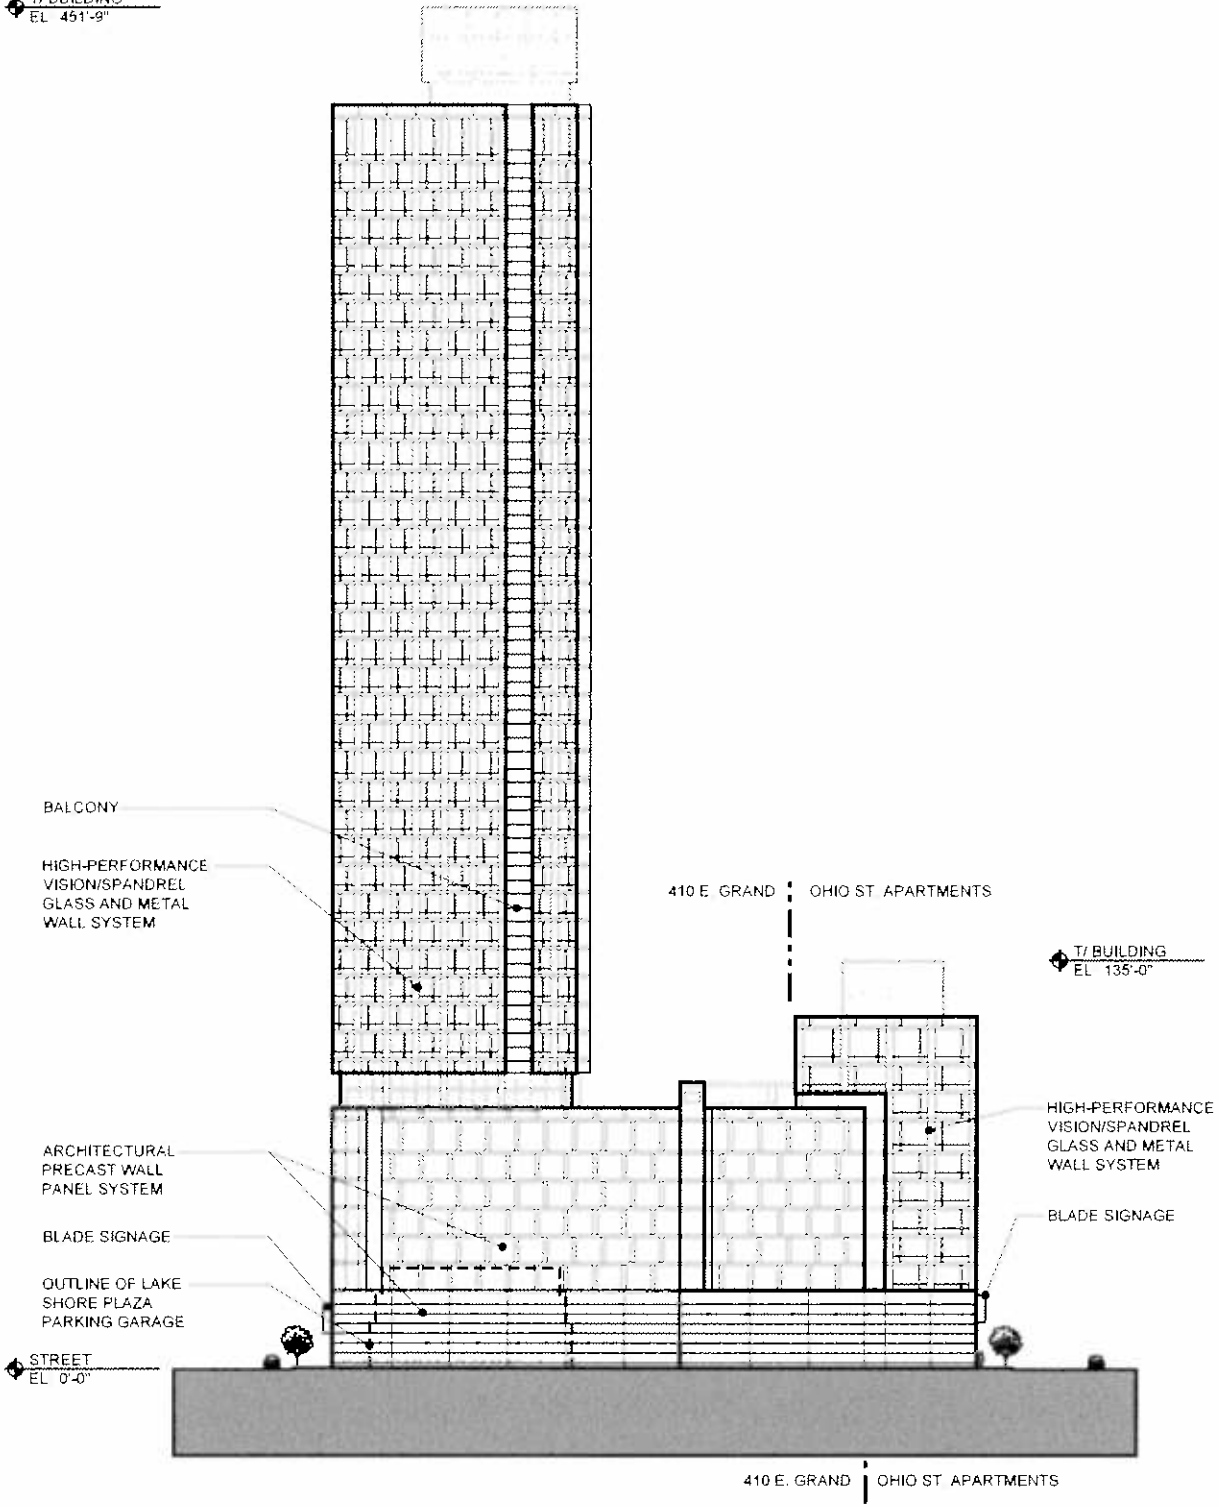 T/ BUILDING
EL 451'-9"
BALCONY
HIGH-PERFORMANCE
VISION/SPANDREL
GLASS AND METAL
WALL SYSTEM
410 E. GRAND
OHIO ST. APARTMENTS
T/ BUILDING
EL 135'-0"
HIGH-PERFORMANCE
VISION/SPANDREL
GLASS AND METAL
WALL SYSTEM
ARCHITECTURAL
PRECAST WALL
PANEL SYSTEM
BLADE SIGNAGE
BLADE SIGNAGE
OUTLINE OF LAKE
SHORE PLAZA
PARKING GARAGE
STREET
EL 0'-0"
410 E. GRAND
OHIO ST. APARTMENTS